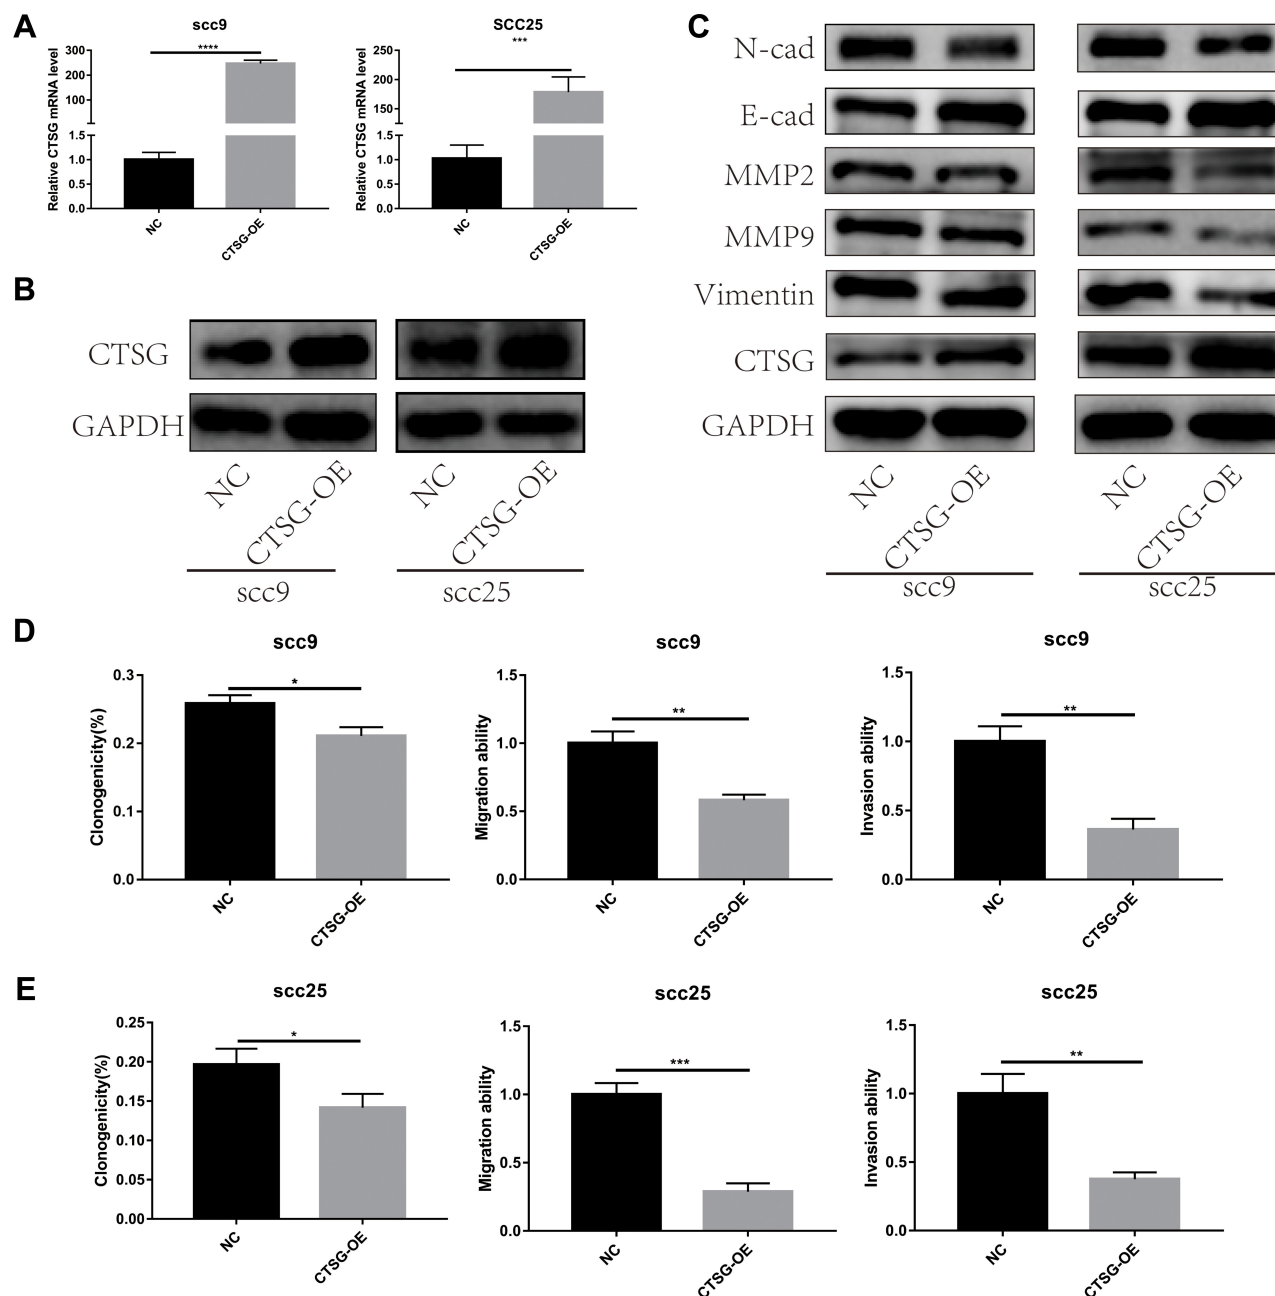 A
scc9
Relative CTSG mRNA level
300
200
100
1.5
1.0
0.5
0.0
****
NC
CTSG-OE
SCC25
Relative CTSG mRNA level
250
200
150
1.5
1.0
0.5
0.0
***
NC
CTSG-OE
B
CTSG
GAPDH
NC
CTSG-OE
NC
CTSG-OE
scc9
scc25
C
N-cad
E-cad
MMP2
MMP9
Vimentin
CTSG
GAPDH
NC
CTSG-OE
NC
CTSG-OE
scc9
scc25
D
scc9
Clonogenicity(%)
0.3
0.2
0.1
0.0
*
NC
CTSG-OE
scc9
Migration ability
1.5
1.0
0.5
0.0
**
NC
CTSG-OE
scc9
Invasion ability
1.5
1.0
0.5
0.0
**
NC
CTSG-OE
E
scc25
Clonogenicity(%)
0.25
0.20
0.15
0.10
0.05
0.00
*
NC
CTSG-OE
scc25
Migration ability
1.5
1.0
0.5
0.0
***
NC
CTSG-OE
scc25
Invasion ability
1.5
1.0
0.5
0.0
**
NC
CTSG-OE